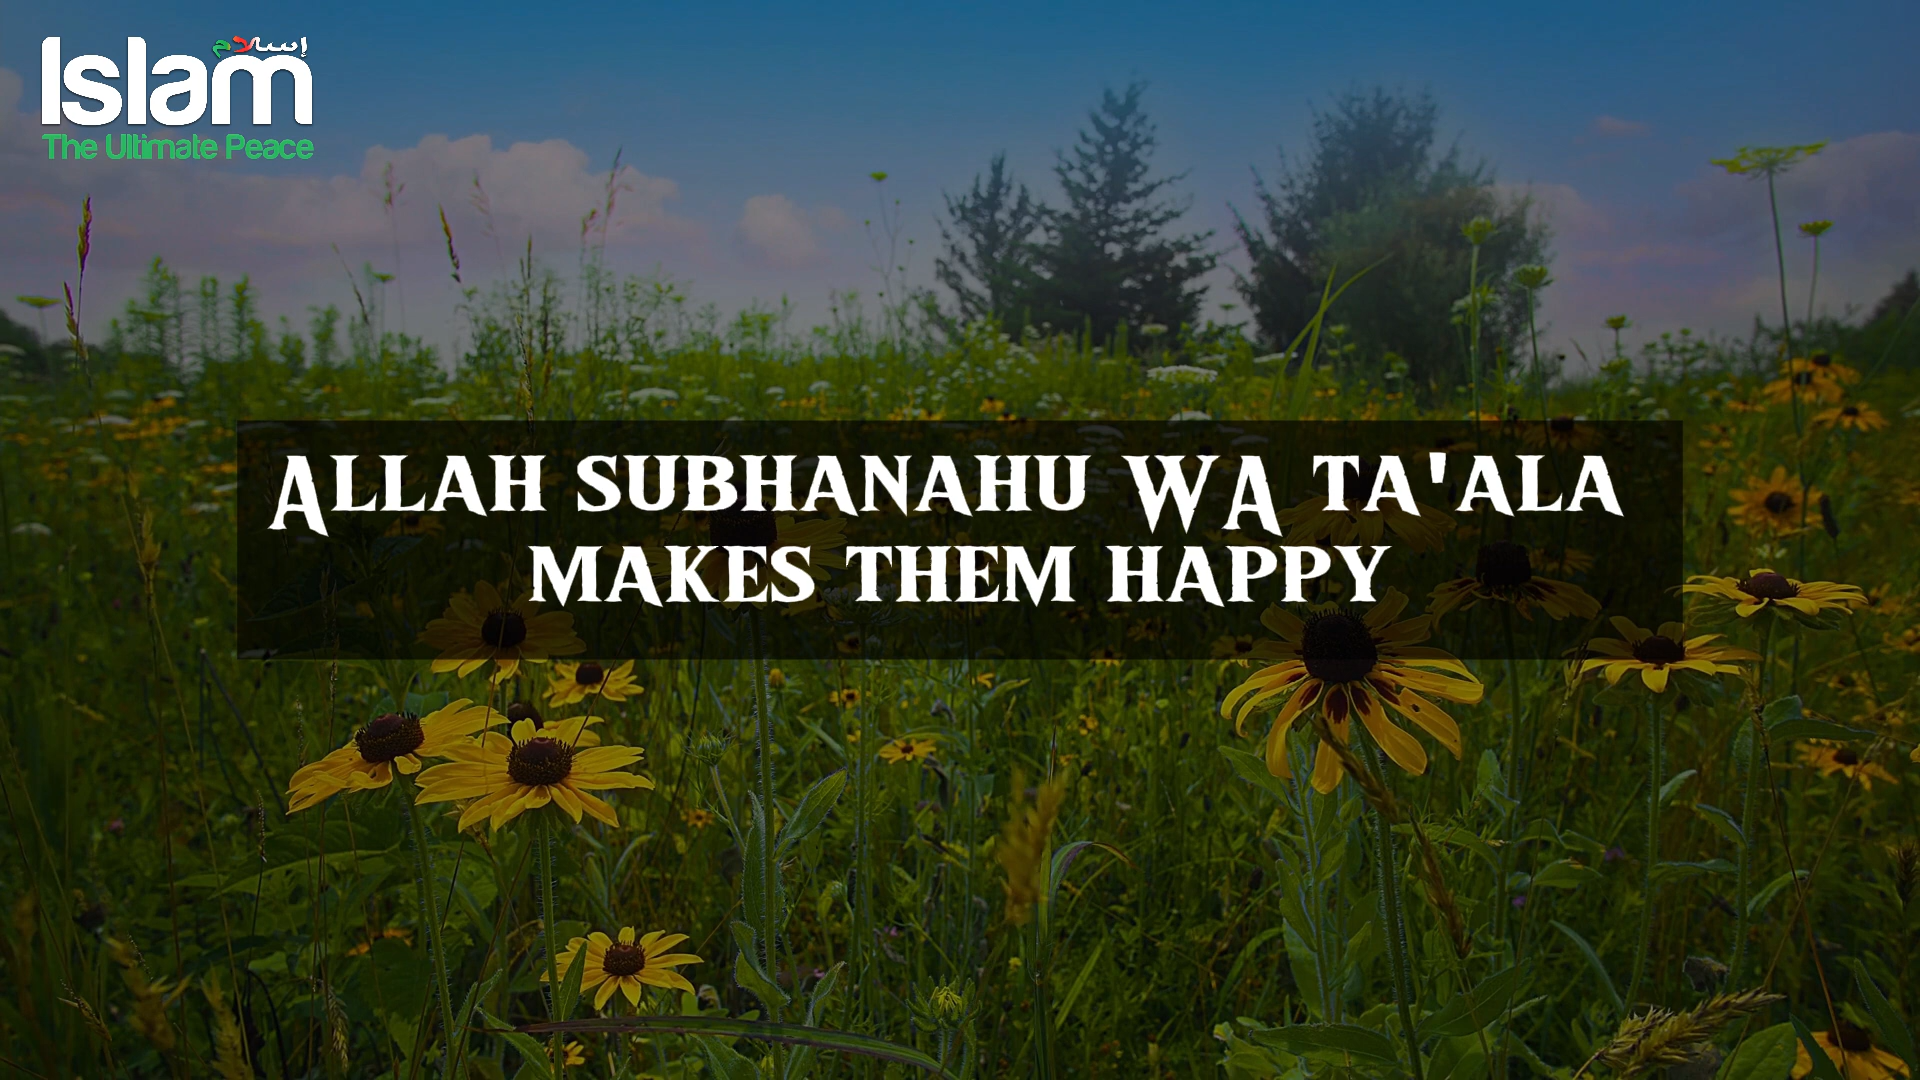 إسلام
Islam
The Ultimate Peace
Allah subhanahu WA ta'ala
makes them happy